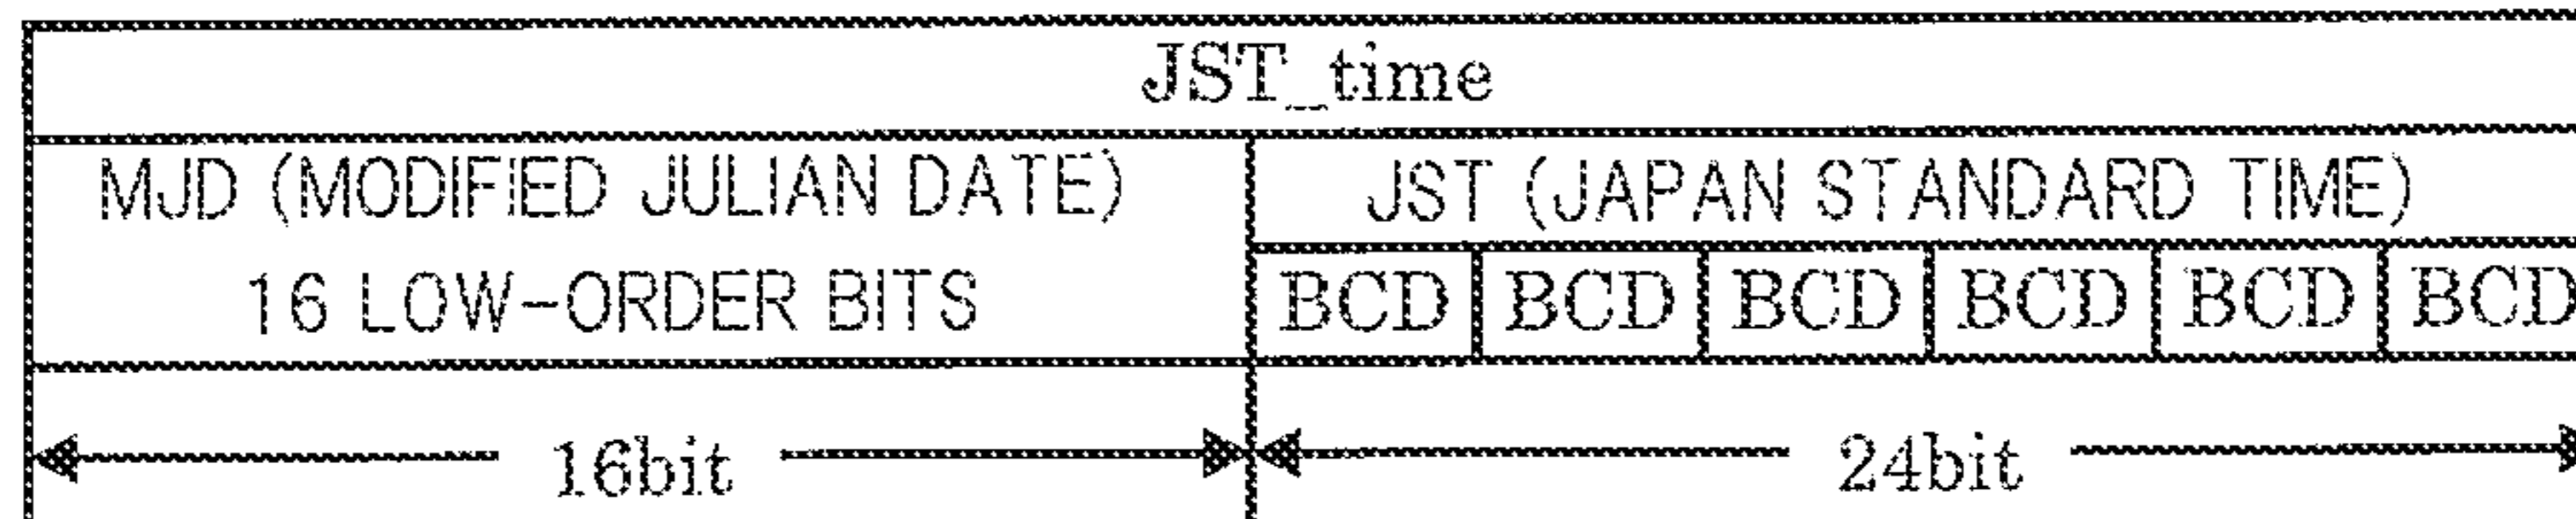 JST_time
MJD (MODIFIED JULIAN DATE)
16 LOW-ORDER BITS
JST (JAPAN STANDARD TIME)
BCD BCD BCD BCD BCD BCD
16bit 24bit